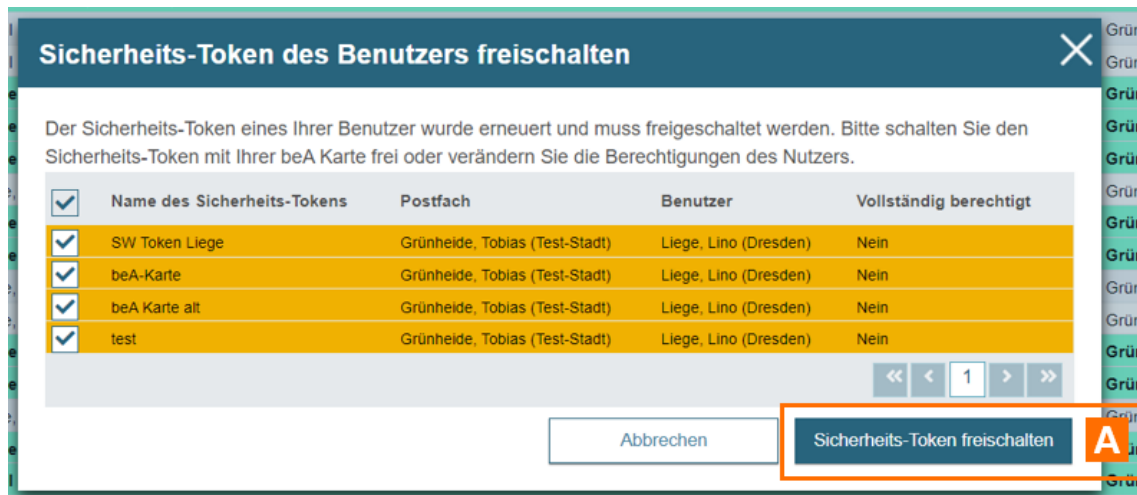 Sicherheits-Token des Benutzers freischalten
Der Sicherheits-Token eines Ihrer Benutzer wurde erneuert und muss freigeschaltet werden. Bitte schalten Sie den
Sicherheits-Token mit Ihrer beA Karte frei oder verändern Sie die Berechtigungen des Nutzers.
Name des Sicherheits-Tokens Postfach Benutzer Vollständig berechtigt
SW Token Liege Grünheide, Tobias (Test-Stadt) Liege, Lino (Dresden) Nein
beA-Karte Grünheide, Tobias (Test-Stadt) Liege, Lino (Dresden) Nein
beA Karte alt Grünheide, Tobias (Test-Stadt) Liege, Lino (Dresden) Nein
test Grünheide, Tobias (Test-Stadt) Liege, Lino (Dresden) Nein
« < 1 > »
Abbrechen Sicherheits-Token freischalten A